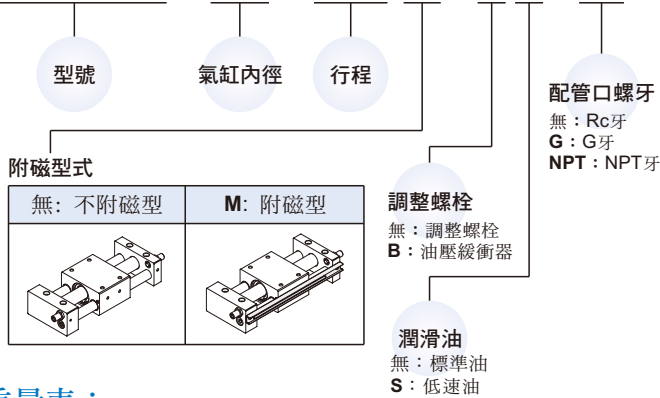 型號
氣缸內徑
行程
配管口螺牙
無：Rc牙
G：G牙
NPT：NPT牙
附磁型式
無: 不附磁型
M: 附磁型
調整螺栓
無：調整螺栓
B：油壓緩衝器
潤滑油
無：標準油
S：低速油